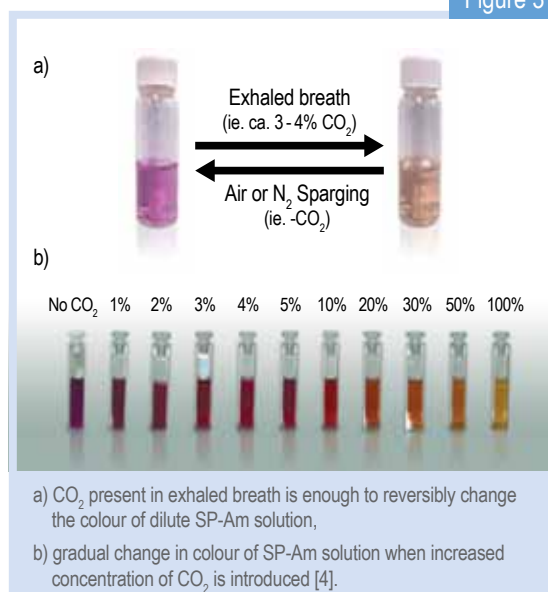 Figure 5
a)
Exhaled breath
(ie. ca. 3 - 4% CO₂)
Air or N₂ Sparging
(ie. -CO₂)
b)
No CO₂ 1% 2% 3% 4% 5% 10% 20% 30% 50% 100%
a) CO₂ present in exhaled breath is enough to reversibly change
the colour of dilute SP-Am solution,
b) gradual change in colour of SP-Am solution when increased
concentration of CO₂ is introduced [4].